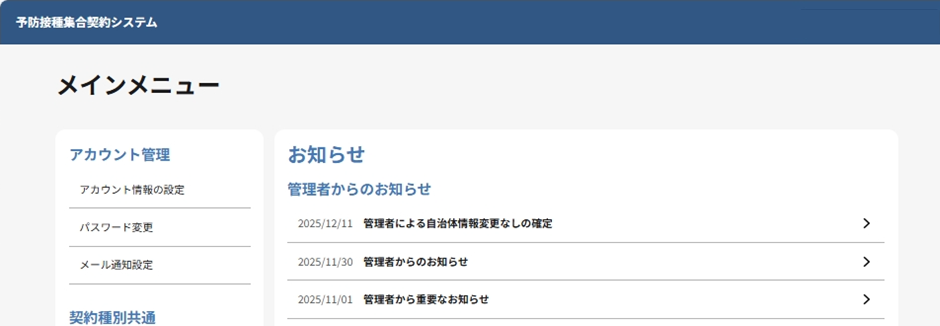 予防接種集合契約システム
メインメニュー
アカウント管理
アカウント情報の設定
パスワード変更
メール通知設定
契約種別共通
お知らせ
管理者からのお知らせ
2025/12/11 管理者による自治体情報変更なしの確定
2025/11/30 管理者からのお知らせ
2025/11/01 管理者から重要なお知らせ